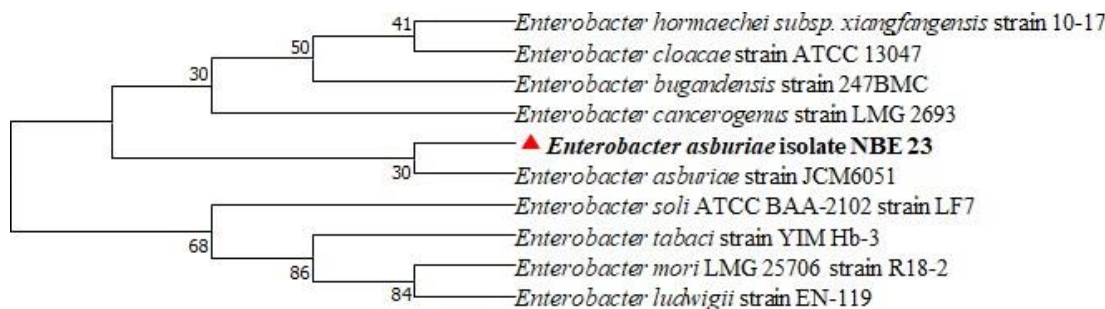 41 Enterobacter hormaechei subsp. xiangfangensis strain 10-17
50 Enterobacter cloacae strain ATCC 13047
30 Enterobacter bugandensis strain 247BMC
Enterobacter cancerogenus strain LMG 2693
Enterobacter asburiae isolate NBE 23
30 Enterobacter asburiae strain JCM6051
Enterobacter soli ATCC BAA-2102 strain LF7
68 Enterobacter tabaci strain YIM Hb-3
86 Enterobacter mori LMG 25706 strain R18-2
84 Enterobacter ludwigii strain EN-119